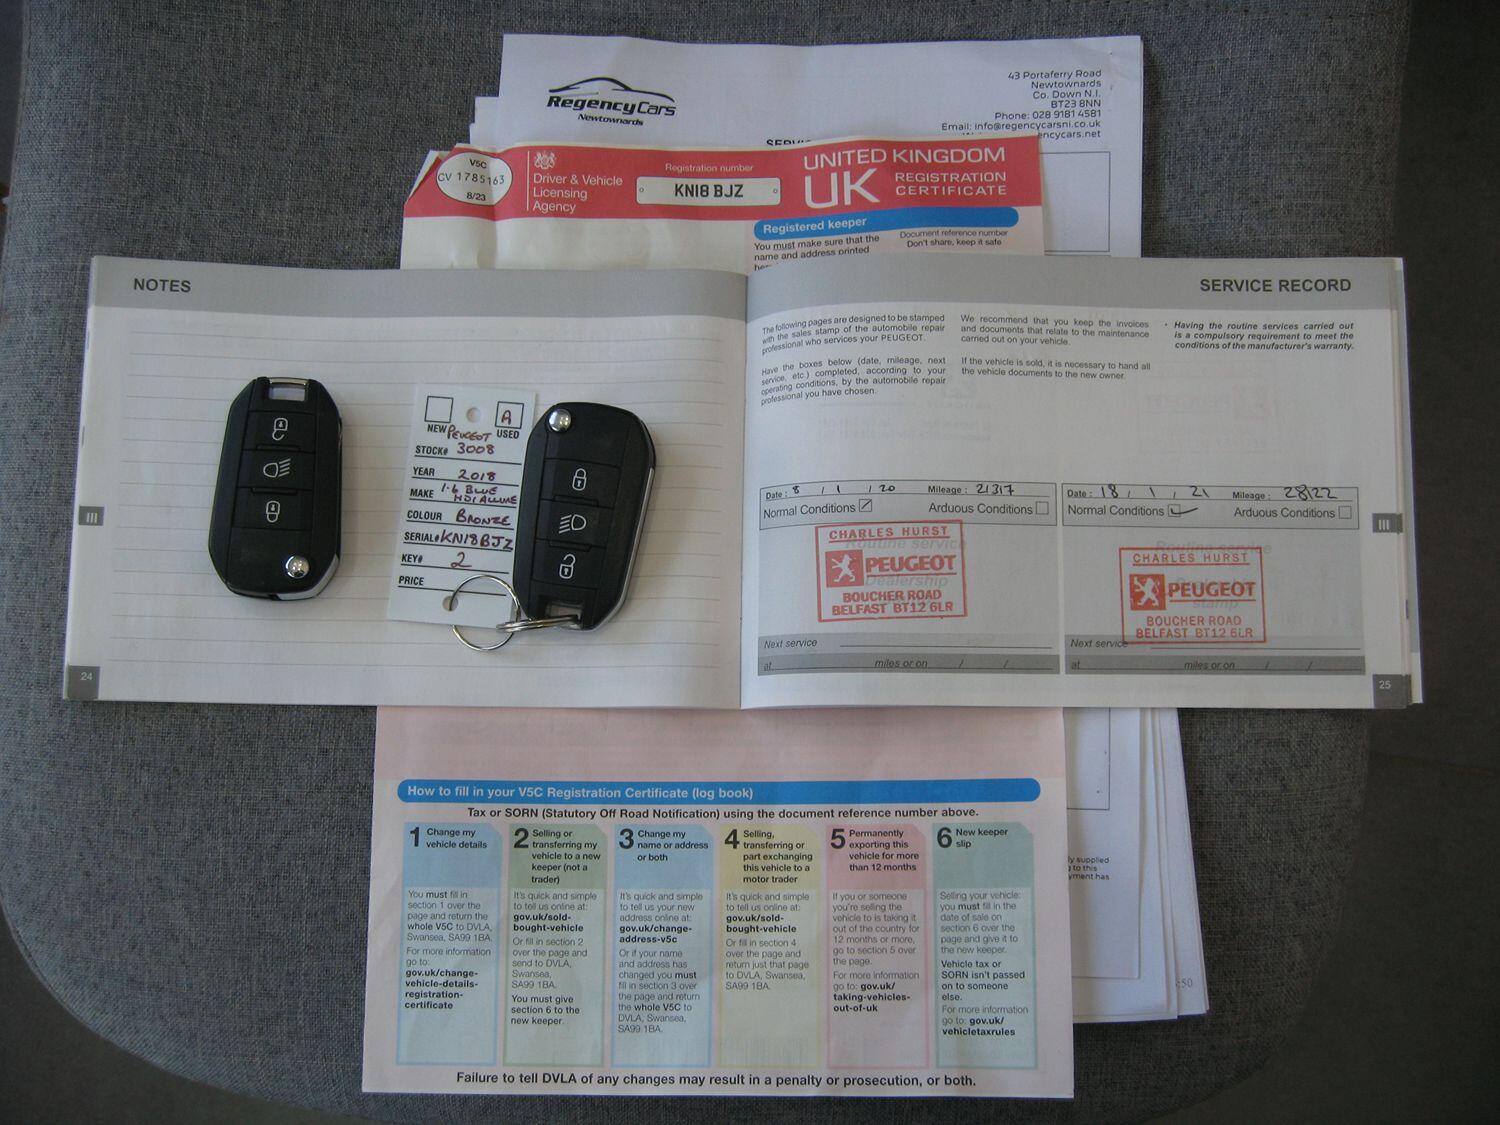 RegencyCars
Newtownards
43 Portaferry Road
Newtownards
Co. Down N.I.
BT23 8NN
Phone: 028 9181 4581
Email: info@regencycarsni.co.uk
V5C
CV 1785163
8/23
Driver & Vehicle
Licensing
Agency
Registration number
KN18 BJZ
UNITED KINGDOM
UK REGISTRATION
CERTIFICATE
Registered keeper
You must make sure that the
name and address printed
Document reference number
Don't share, keep it safe
NOTES
NEW
A
USED
PEUGEOT
STOCK# 3008
YEAR 2018
MAKE 1.6 BLUE
HDI ALLURE
COLOUR BRONZE
SERIAL# KN18BJZ
KEY# 2
PRICE
24
SERVICE RECORD
The following pages are designed to be stamped
with the sales stamp of the automobile repair
professional who services your PEUGEOT.
Have the boxes below (date, mileage, next
service, etc.) completed, according to your
operating conditions, by the automobile repair
professional you have chosen.
We recommend that you keep the invoices
and documents that relate to the maintenance
carried out on your vehicle.
If the vehicle is sold, it is necessary to hand all
the vehicle documents to the new owner.
• Having the routine services carried out
is a compulsory requirement to meet the
conditions of the manufacturer's warranty.
Date: 8 / 1 / 20 Mileage: 21317
Normal Conditions Arduous Conditions
Routine service
CHARLES HURST
PEUGEOT
Dealership
BOUCHER ROAD
BELFAST BT12 6LR
Next service
at miles or on / /
Date: 18 / 1 / 21 Mileage: 28122
Normal Conditions Arduous Conditions
Routine service
CHARLES HURST
PEUGEOT
stamp
BOUCHER ROAD
BELFAST BT12 6LR
Next service
at miles or on / /
III
III
25
How to fill in your V5C Registration Certificate (log book)
Tax or SORN (Statutory Off Road Notification) using the document reference number above.
1 Change my
vehicle details
You must fill in
section 1 over the
page and return the
whole V5C to DVLA,
Swansea, SA99 1BA.
For more information
go to:
gov.uk/change-
vehicle-details-
registration-
certificate
2 Selling or
transferring my
vehicle to a new
keeper (not a
trader)
It's quick and simple
to tell us online at:
gov.uk/sold-
bought-vehicle
Or fill in section 2
over the page and
send to DVLA,
Swansea,
SA99 1BA.
You must give
section 6 to the
new keeper.
3 Change my
name or address
or both
It's quick and simple
to tell us your new
address online at:
gov.uk/change-
address-v5c
Or if your name
and address has
changed you must
fill in section 3 over
the page and return
the whole V5C to
DVLA, Swansea,
SA99 1BA.
4 Selling,
transferring or
part exchanging
this vehicle to a
motor trader
It's quick and simple
to tell us online at:
gov.uk/sold-
bought-vehicle
Or fill in section 4
over the page and
return just that page
to DVLA, Swansea,
SA99 1BA.
5 Permanently
exporting this
vehicle for more
than 12 months
If you or someone
you're selling the
vehicle to is taking it
out of the country for
12 months or more,
go to section 5 over
the page.
For more information
go to: gov.uk/
taking-vehicles-
out-of-uk
6 New keeper
slip
Selling your vehicle:
you must fill in the
date of sale on
section 6 over the
page and give it to
the new keeper.
Vehicle tax or
SORN isn't passed
on to someone
else.
For more information
go to: gov.uk/
vehicletaxrules
Failure to tell DVLA of any changes may result in a penalty or prosecution, or both.
supplied
to this
has
:50